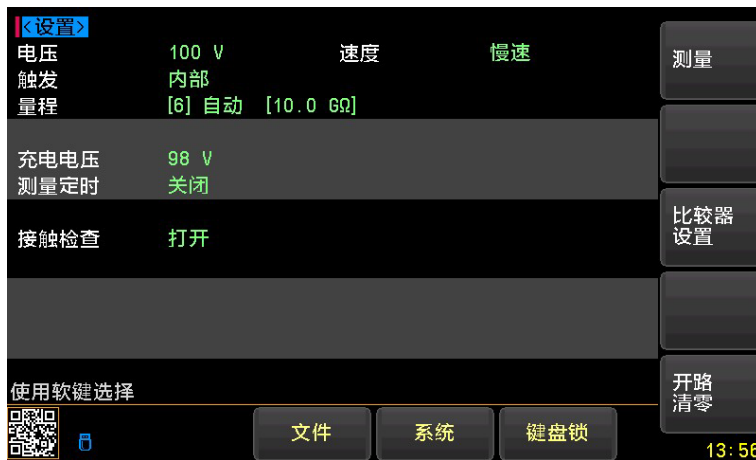 <设置>
电压 100 V 速度 慢速
触发 内部
量程 [6] 自动 [10.0 GΩ]
充电电压 98 V
测量定时 关闭
接触检查 打开
使用软键选择
测量
比较器
设置
开路
清零
文件 系统 键盘锁
13:56